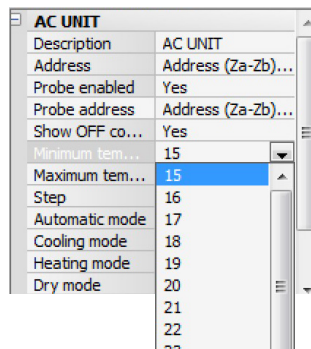 AC UNIT
Description AC UNIT
Address Address (Za-Zb)...
Probe enabled Yes
Probe address Address (Za-Zb)...
Show OFF co... Yes
Minimum tem... 15
Maximum tem... 15
Step 16
Automatic mode 17
Cooling mode 18
Heating mode 19
Dry mode 20
21
22
23